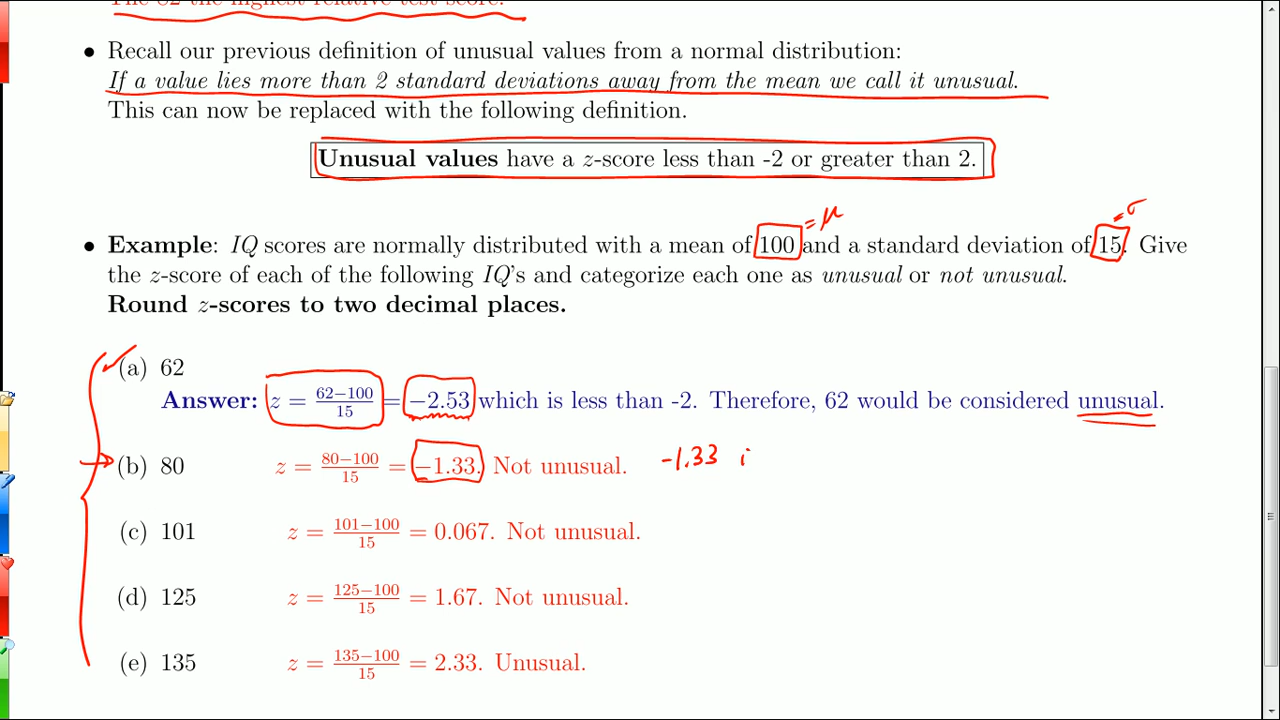 The 82 the highest relative test score.
• Recall our previous definition of unusual values from a normal distribution:
If a value lies more than 2 standard deviations away from the mean we call it unusual.
This can now be replaced with the following definition.
Unusual values have a z-score less than -2 or greater than 2.
= μ
= σ
• Example: IQ scores are normally distributed with a mean of 100 and a standard deviation of 15. Give
the z-score of each of the following IQ's and categorize each one as unusual or not unusual.
Round z-scores to two decimal places.
(a) 62
Answer: z = 62−100/15 = −2.53 which is less than -2. Therefore, 62 would be considered unusual.
(b) 80 z = 80−100/15 = −1.33. Not unusual. -1.33 i
(c) 101 z = 101−100/15 = 0.067. Not unusual.
(d) 125 z = 125−100/15 = 1.67. Not unusual.
(e) 135 z = 135−100/15 = 2.33. Unusual.